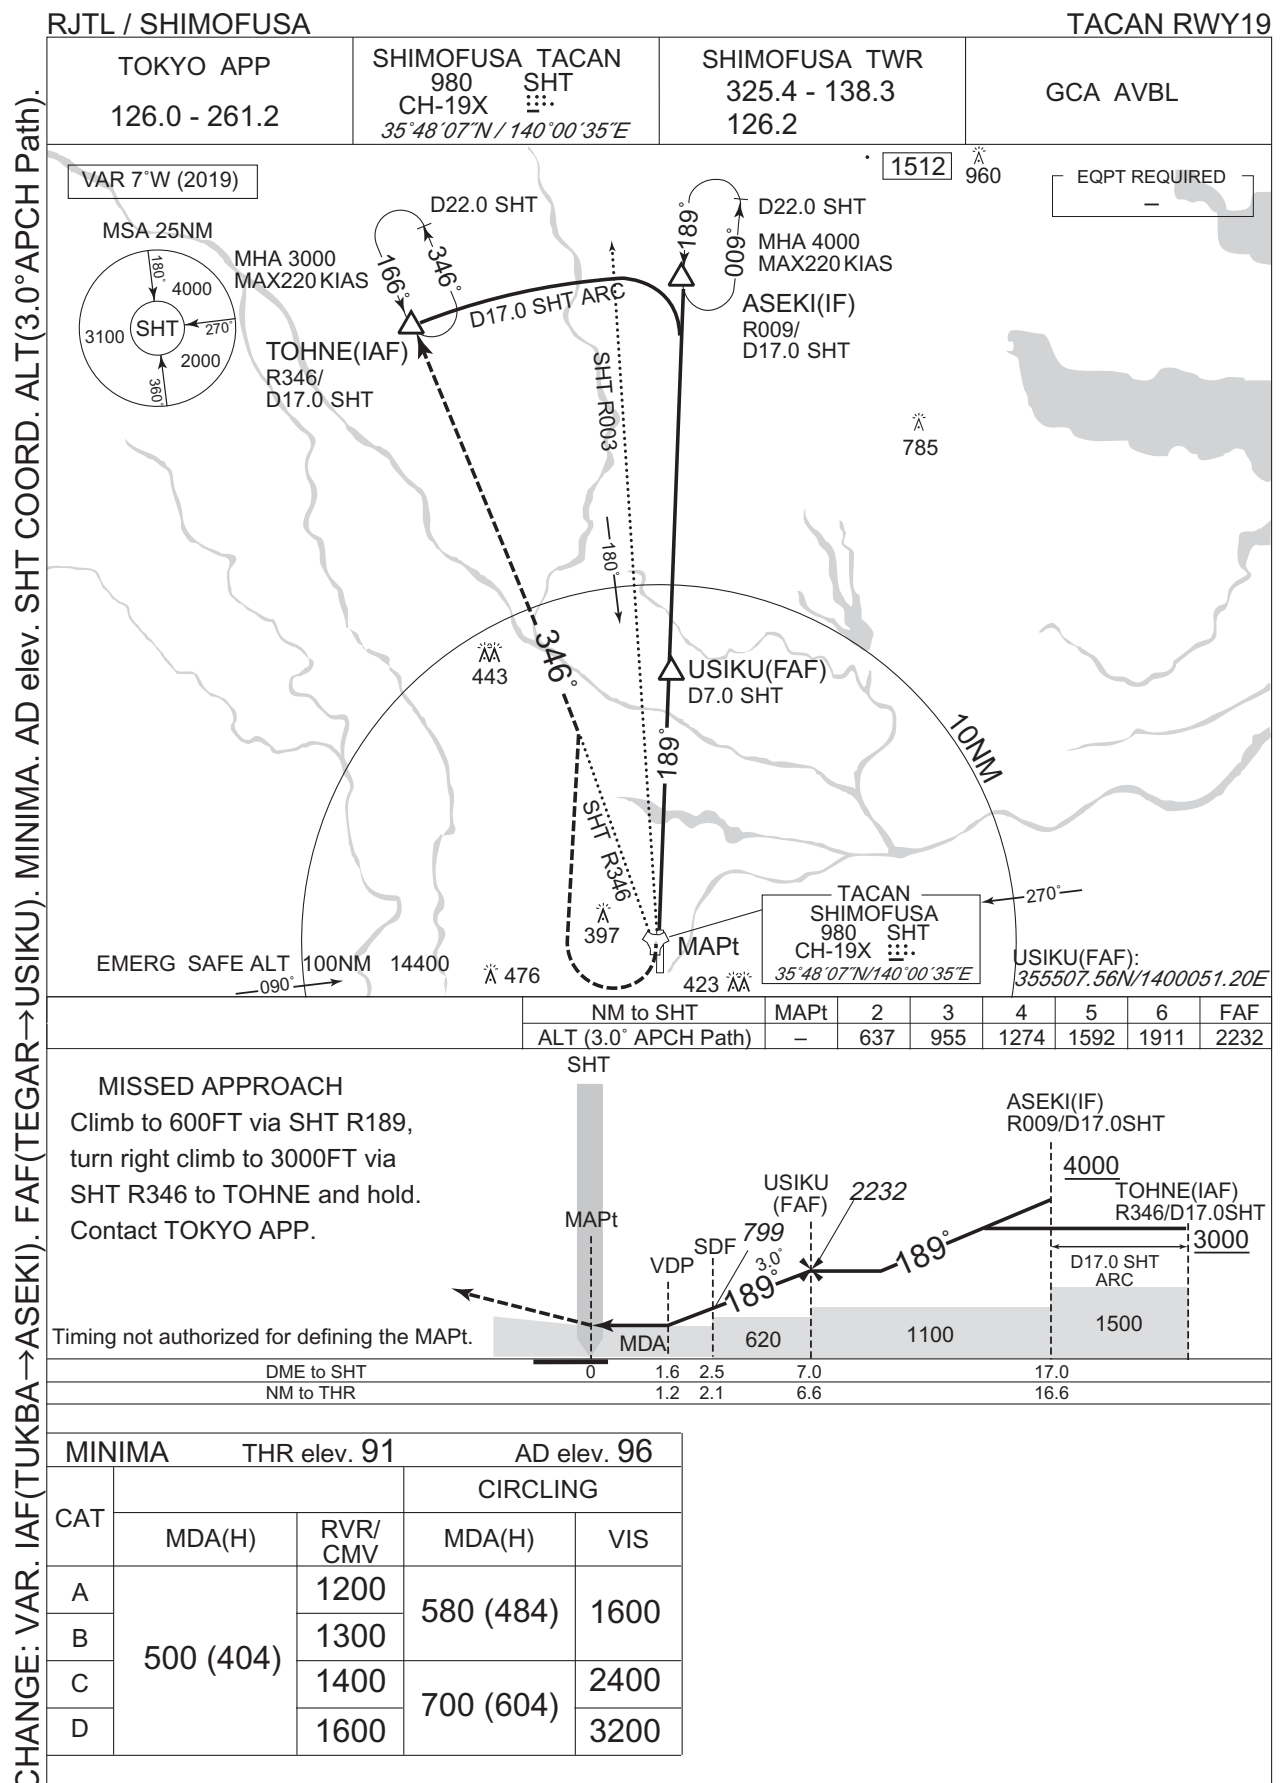 RJTL / SHIMOFUSA
TACAN RWY19
TOKYO APP
126.0 - 261.2
SHIMOFUSA TACAN
980 SHT
CH-19X
35°48′07″N / 140°00′35″E
SHIMOFUSA TWR
325.4 - 138.3
126.2
GCA AVBL
CHANGE: VAR. IAF(TUKBA→ASEKI). FAF(TEGAR→USIKU). MINIMA. AD elev. SHT COORD. ALT(3.0°APCH Path).
VAR 7°W (2019)
1512
960
EQPT REQUIRED
–
MSA 25NM
180°
4000
3100
SHT
270°
2000
360°
MHA 3000
MAX220 KIAS
D22.0 SHT
166°
346°
TOHNE(IAF)
R346/
D17.0 SHT
D17.0 SHT ARC
189°
009°
D22.0 SHT
MHA 4000
MAX220 KIAS
ASEKI(IF)
R009/
D17.0 SHT
SHT R003
785
180°
443
346°
USIKU(FAF)
D7.0 SHT
189°
10NM
SHT R346
397
MAPt
TACAN
SHIMOFUSA
980 SHT
CH-19X
35°48′07″N/140°00′35″E
270°
EMERG SAFE ALT 100NM 14400
090°
476
423
USIKU(FAF):
355507.56N/1400051.20E
NM to SHT MAPt 2 3 4 5 6 FAF
ALT (3.0° APCH Path) – 637 955 1274 1592 1911 2232
MISSED APPROACH
Climb to 600FT via SHT R189,
turn right climb to 3000FT via
SHT R346 to TOHNE and hold.
Contact TOKYO APP.
SHT
MAPt
VDP
SDF
799
3.0°
189°
USIKU
(FAF)
2232
189°
ASEKI(IF)
R009/D17.0SHT
4000
TOHNE(IAF)
R346/D17.0SHT
3000
D17.0 SHT
ARC
Timing not authorized for defining the MAPt.
MDA
620
1100
1500
DME to SHT 0 1.6 2.5 7.0 17.0
NM to THR 1.2 2.1 6.6 16.6
MINIMA THR elev. 91 AD elev. 96
CAT
CIRCLING
MDA(H) RVR/CMV MDA(H) VIS
A 500 (404) 1200 580 (484) 1600
B 1300
C 1400 700 (604) 2400
D 1600 3200